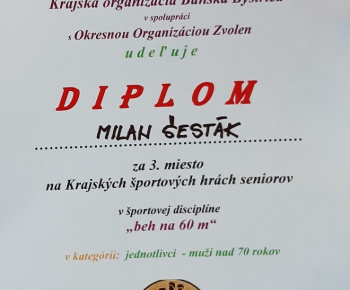 Krajská organizácia Banská Bystrica
v spolupráci
s Okresnou Organizáciou Zvolen
udeľuje
DIPLOM
MILAN ŠESTÁK
za 3. miesto
na Krajských športových hrách seniorov
v športovej disciplíne
„beh na 60 m“
v kategórii: jednotlivci - muži nad 70 rokov